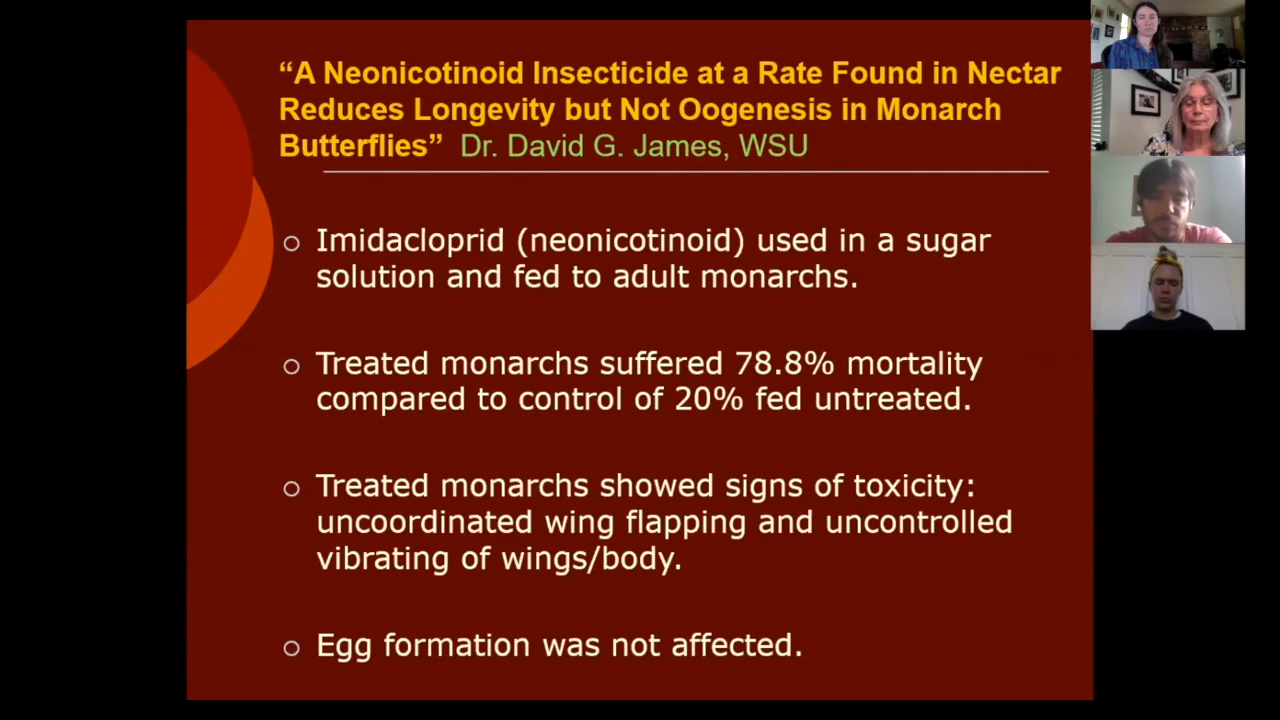 “A Neonicotinoid Insecticide at a Rate Found in Nectar
Reduces Longevity but Not Oogenesis in Monarch
Butterflies” Dr. David G. James, WSU
Imidacloprid (neonicotinoid) used in a sugar
solution and fed to adult monarchs.
Treated monarchs suffered 78.8% mortality
compared to control of 20% fed untreated.
Treated monarchs showed signs of toxicity:
uncoordinated wing flapping and uncontrolled
vibrating of wings/body.
Egg formation was not affected.